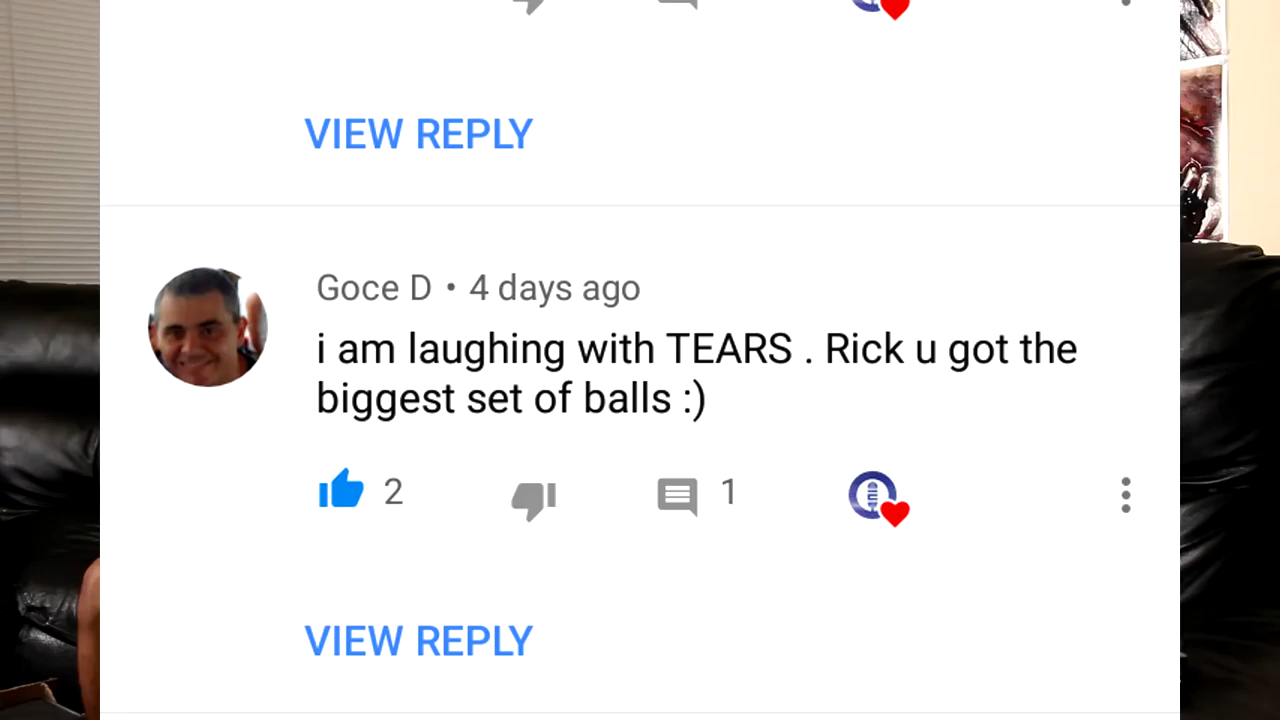 VIEW REPLY
Goce D • 4 days ago
i am laughing with TEARS . Rick u got the
biggest set of balls :)
2
1
VIEW REPLY